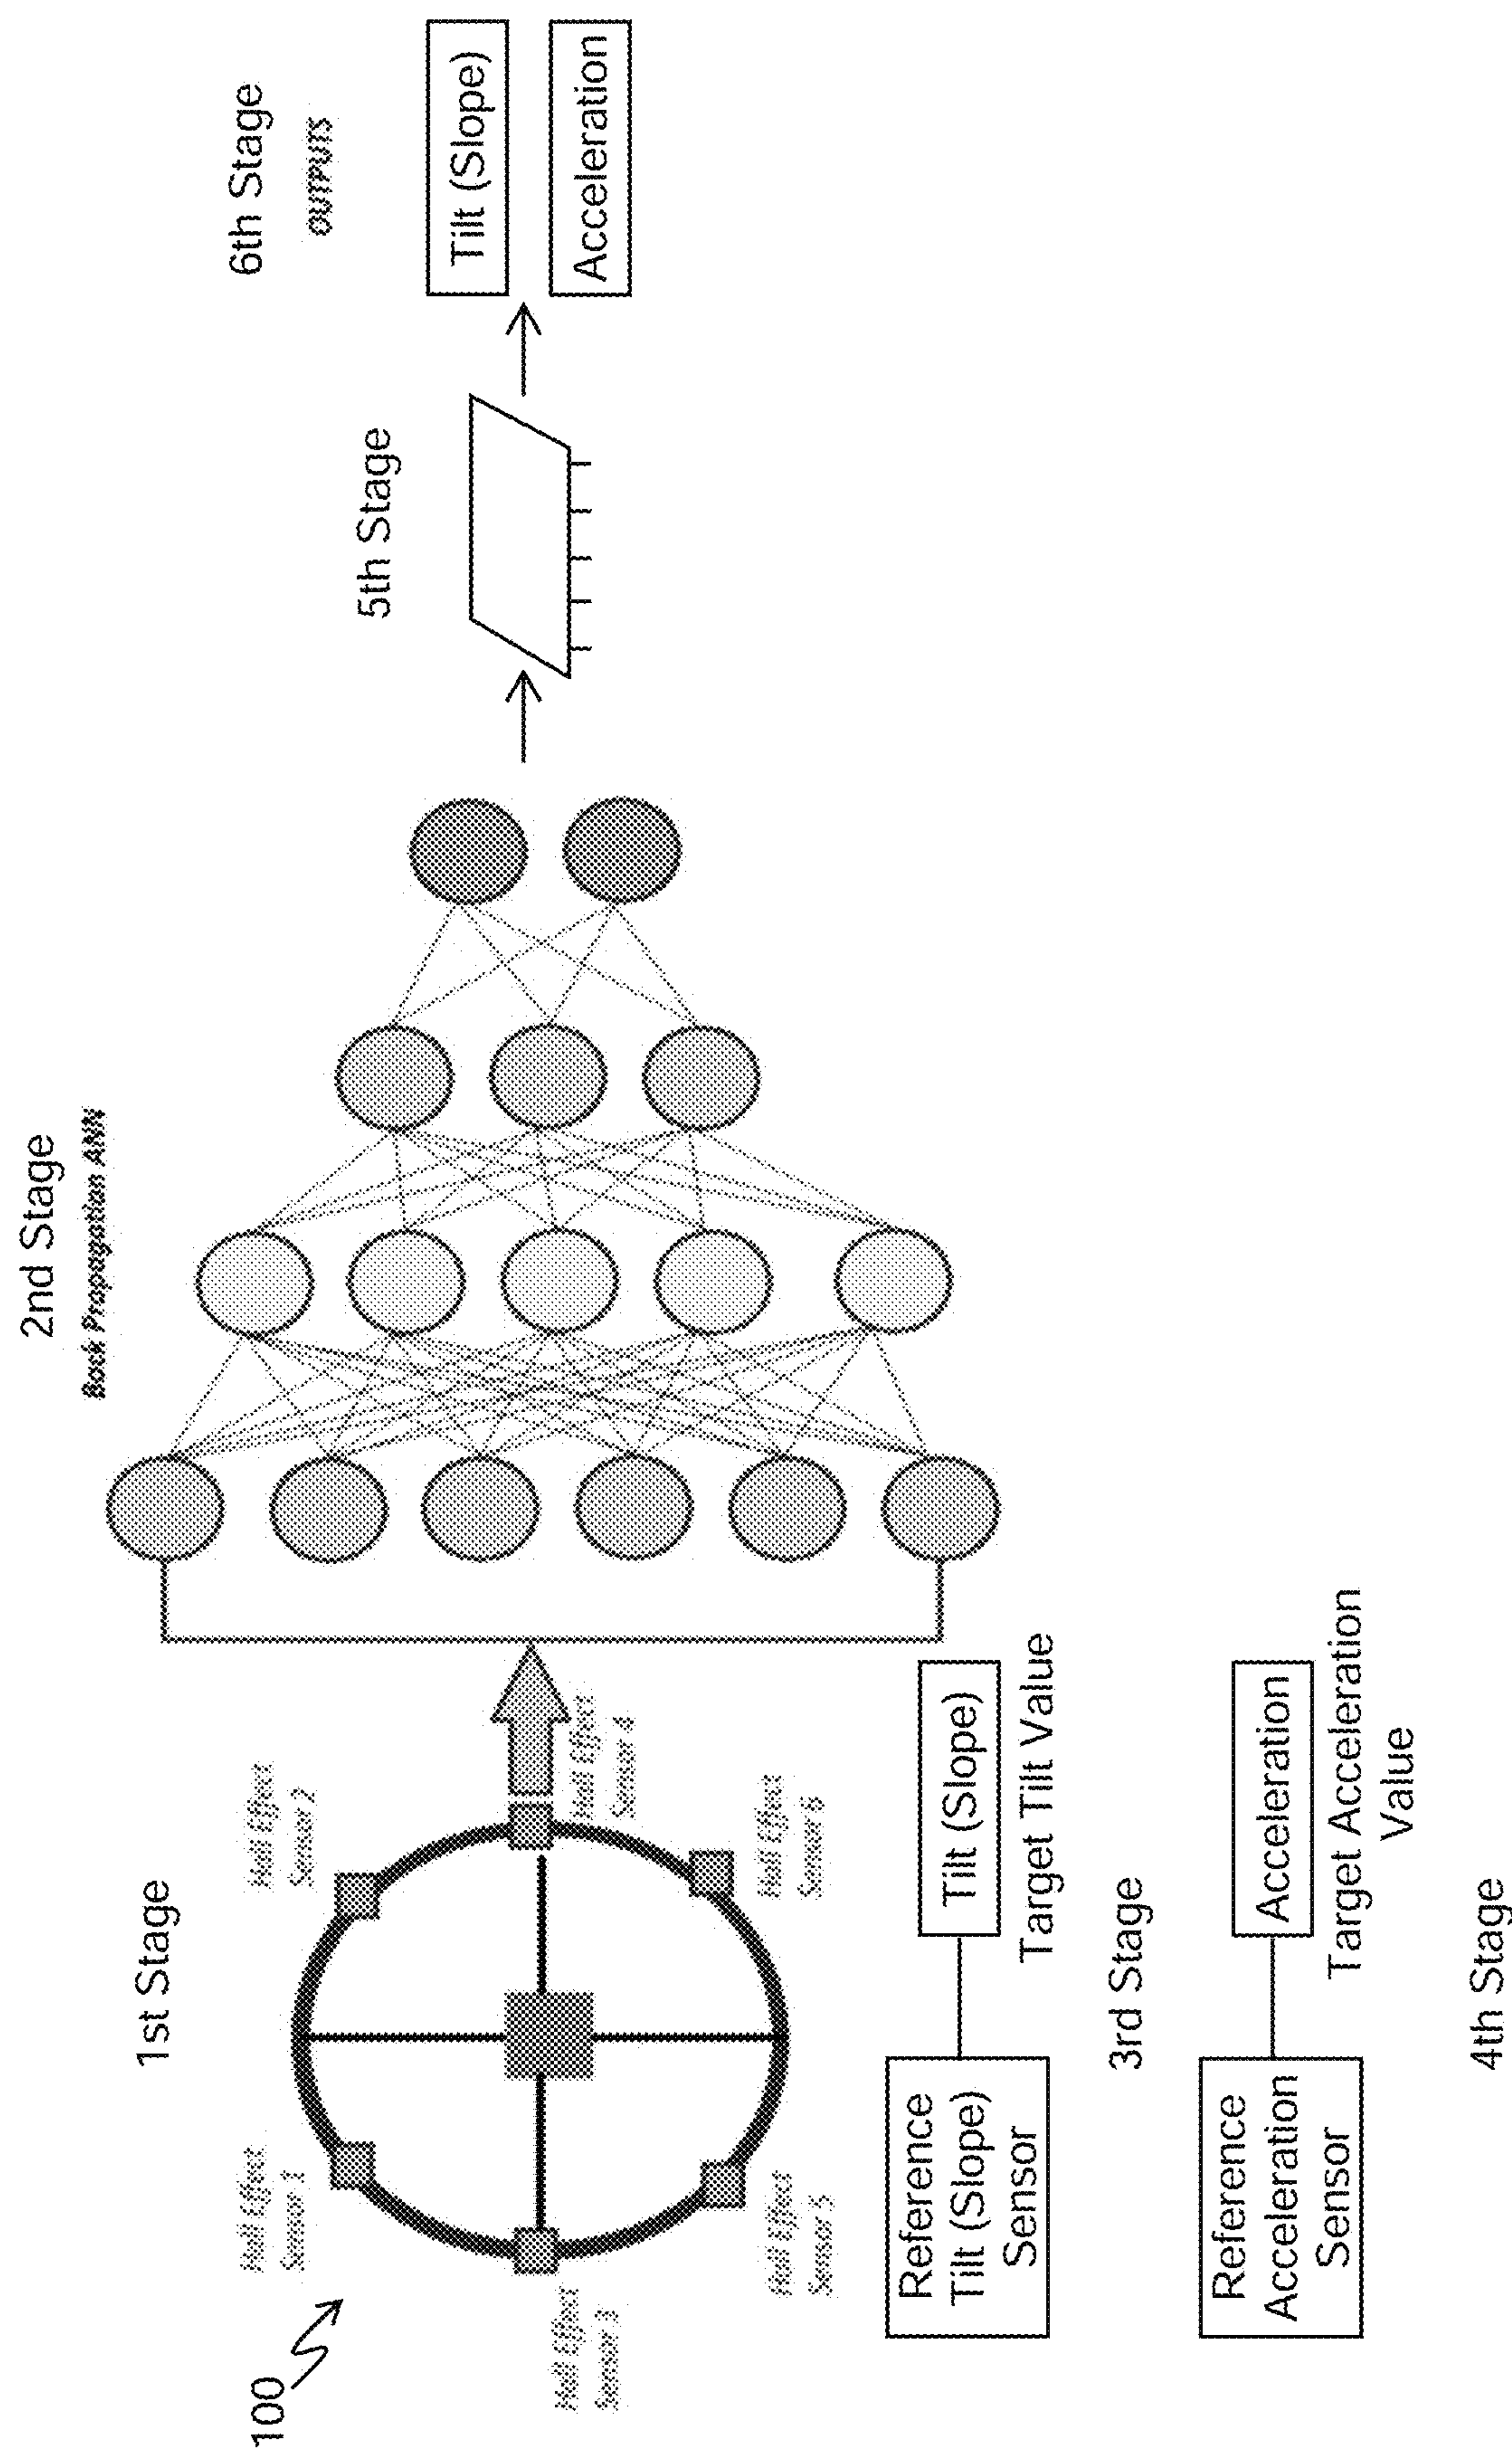 100
1st Stage
Hall Effect
Sensor 1
Hall Effect
Sensor 2
Hall Effect
Sensor 3
Hall Effect
Sensor 4
Hall Effect
Sensor 5
Hall Effect
Sensor 6
2nd Stage
Back Propagation ANN
Reference
Tilt (Slope)
Sensor
Tilt (Slope)
Target Tilt Value
3rd Stage
Reference
Acceleration
Sensor
Acceleration
Target Acceleration
Value
4th Stage
5th Stage
6th Stage
OUTPUTS
Tilt (Slope)
Acceleration